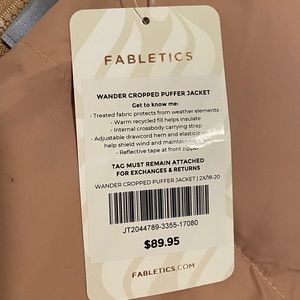 FABLETICS
WANDER CROPPED PUFFER JACKET
Get to know me:
- Treated fabric protects from weather elements
- Warm recycled fill helps insulate
- Internal crossbody carrying strap
- Adjustable drawcord hem and elastic
help shield wind and maintain
- Reflective tape at front zipper
TAG MUST REMAIN ATTACHED
FOR EXCHANGES & RETURNS
WANDER CROPPED PUFFER JACKET | 2X/18-20
JT2044789-3355-17080
$89.95
FABLETICS.COM